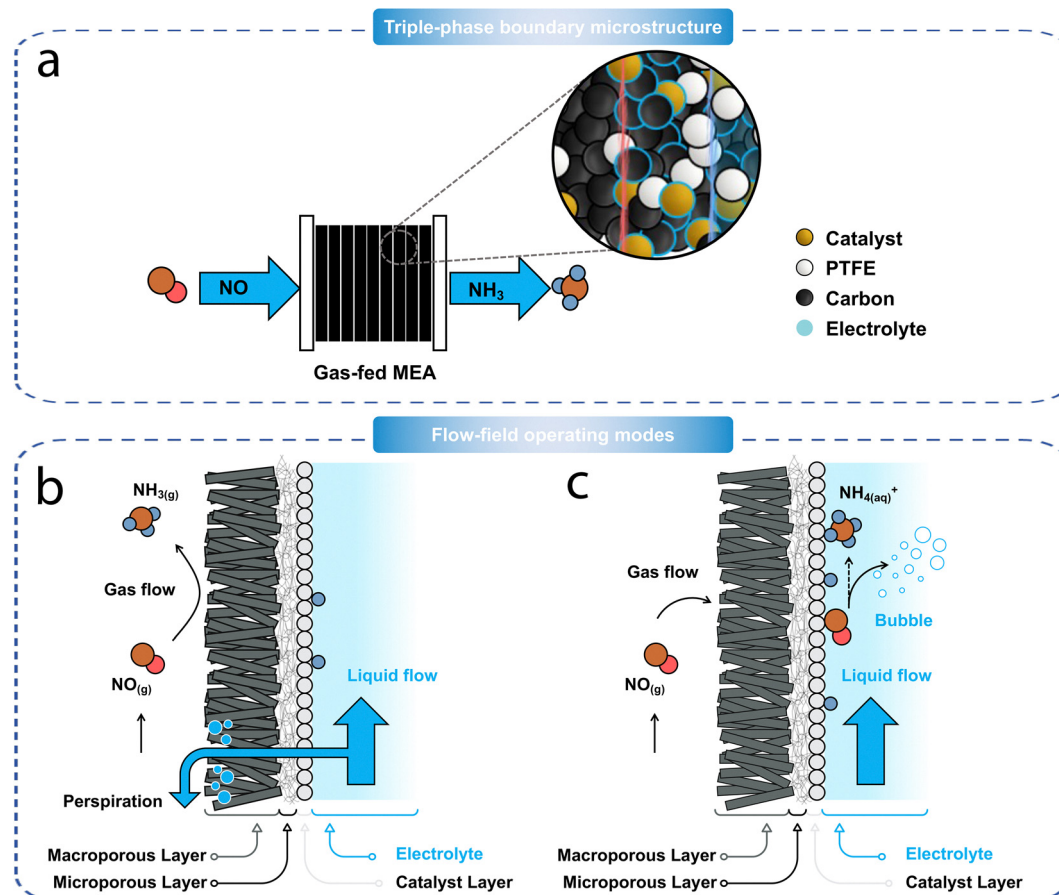 Triple-phase boundary microstructure
a
NO
NH₃
Gas-fed MEA
Catalyst
PTFE
Carbon
Electrolyte
Flow-field operating modes
b
NH₃₍g₎
Gas flow
NO₍g₎
Liquid flow
Perspiration
Macroporous Layer
Microporous Layer
Electrolyte
Catalyst Layer
c
NH₄₍aq₎⁺
Gas flow
Bubble
NO₍g₎
Liquid flow
Macroporous Layer
Microporous Layer
Electrolyte
Catalyst Layer